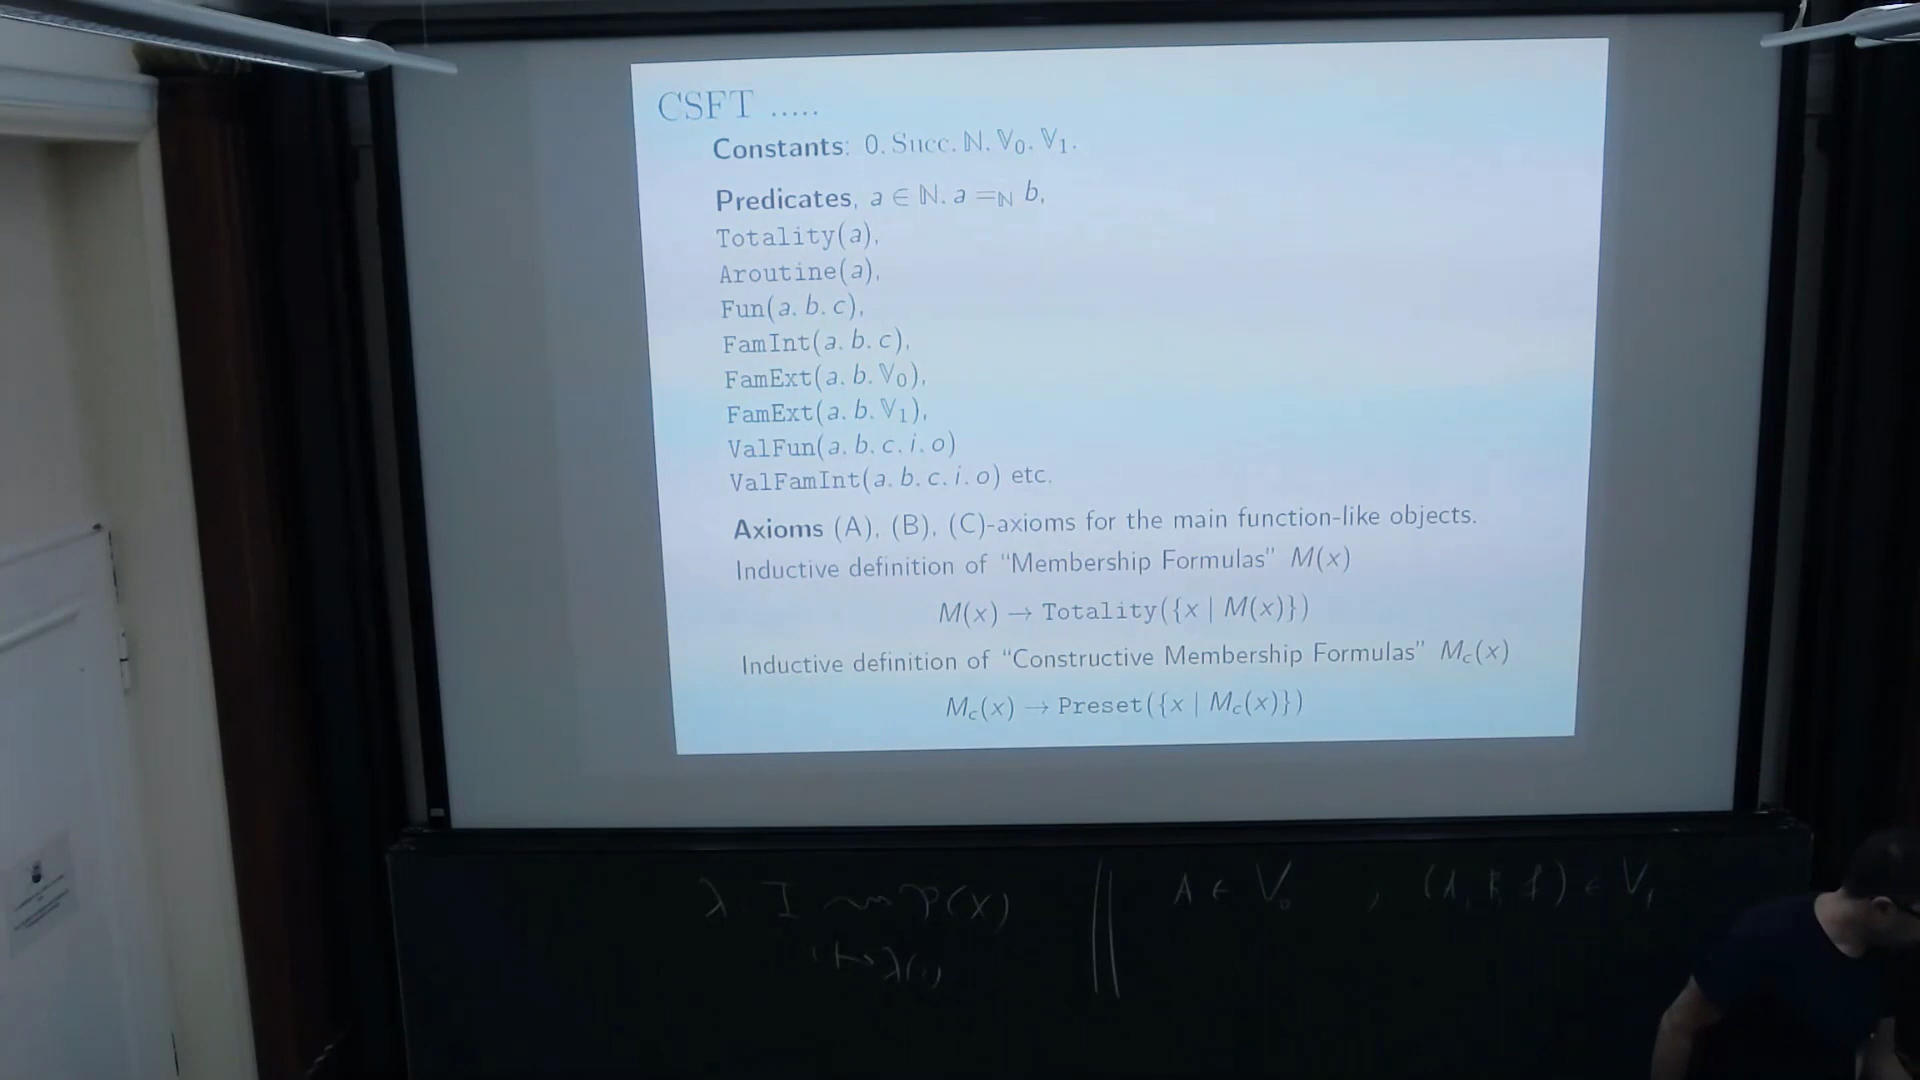 CSFT .....
Constants: 0, Succ, ℕ, 𝕍₀, 𝕍₁.
Predicates, a ∈ ℕ, a =ℕ b,
Totality(a),
Aroutine(a),
Fun(a, b, c),
FamInt(a, b, c),
FamExt(a, b, 𝕍₀),
FamExt(a, b, 𝕍₁),
ValFun(a, b, c, i, o)
ValFamInt(a, b, c, i, o) etc.
Axioms (A), (B), (C)-axioms for the main function-like objects.
Inductive definition of “Membership Formulas” M(x)
M(x) → Totality({x | M(x)})
Inductive definition of “Constructive Membership Formulas” M_c(x)
M_c(x) → Preset({x | M_c(x)})
λ I ⇝ P(X) || A ∈ V₀ , (A, B, f) ∈ V₁
i ↦ λ(i)